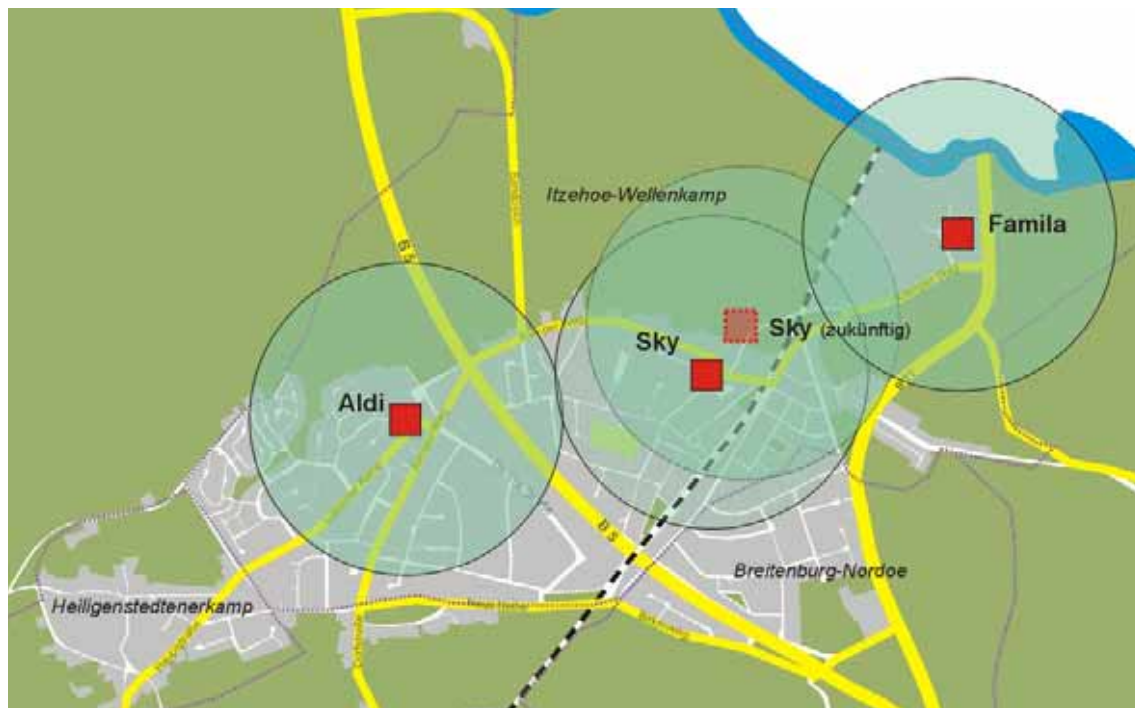 Itzehoe-Wellenkamp
Famila
B 5
Sky (zukünftig)
Sky
Aldi
B 5
Breitenburg-Nordoe
Heiligenstedtenerkamp